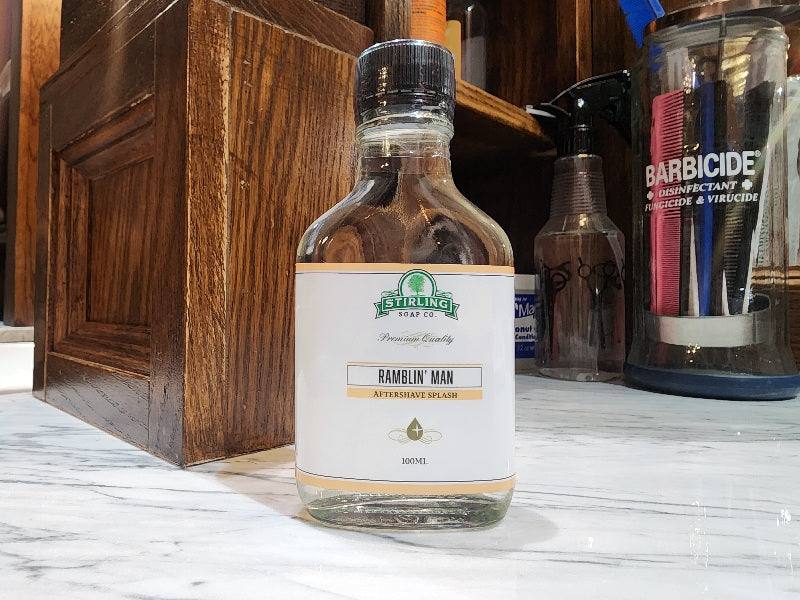 STIRLING
SOAP CO.
Premium Quality
RAMBLIN' MAN
AFTERSHAVE SPLASH
100ML
BARBICIDE®
DISINFECTANT
FUNGICIDE & VIRUCIDE